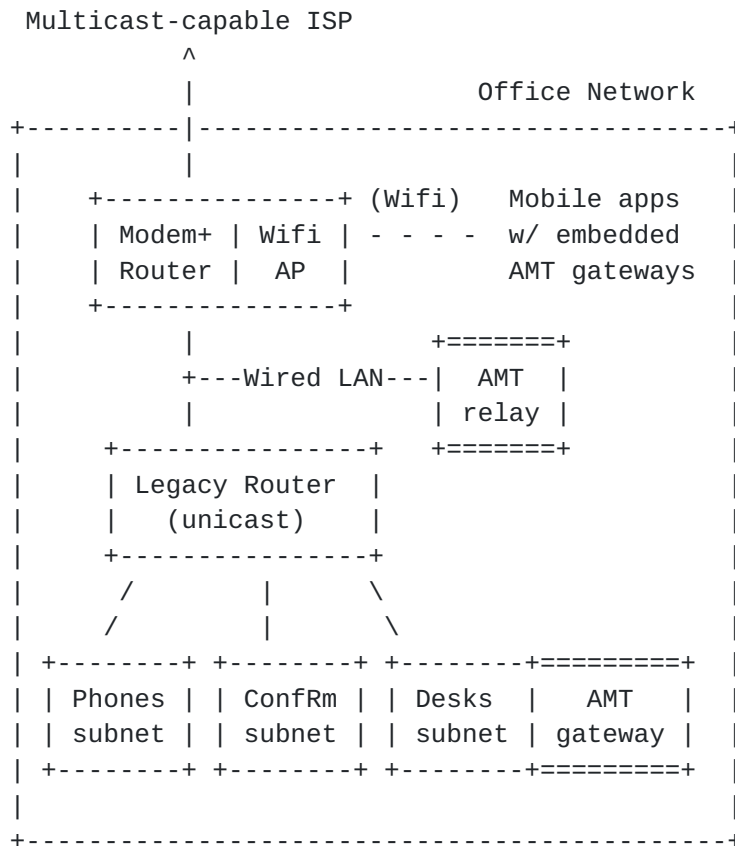 Multicast-capable ISP
^
|                Office Network
+----------|---------------------------------+
|          |                                 |
|    +---------------+ (Wifi)   Mobile apps  |
|    | Modem+ | Wifi | - - - -  w/ embedded  |
|    | Router |  AP  |          AMT gateways |
|    +---------------+                       |
|          |              +=======+          |
|          +---Wired LAN---|  AMT  |         |
|          |               | relay |         |
|     +----------------+   +=======+         |
|     | Legacy Router  |                     |
|     |   (unicast)    |                     |
|     +----------------+                     |
|      /        |      \                     |
|     /         |       \                    |
| +--------+ +--------+ +--------+=========+ |
| | Phones | | ConfRm | | Desks  |   AMT   | |
| | subnet | | subnet | | subnet | gateway | |
| +--------+ +--------+ +--------+=========+ |
|                                            |
+--------------------------------------------+